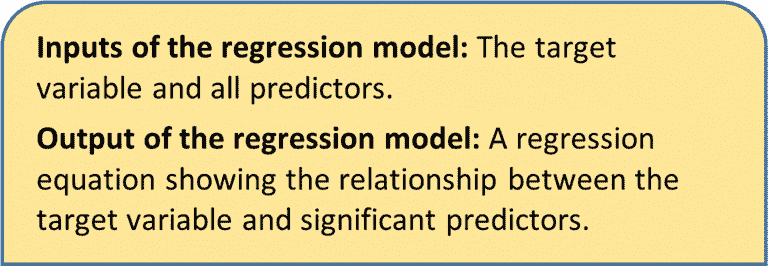 Inputs of the regression model: The target
variable and all predictors.
Output of the regression model: A regression
equation showing the relationship between the
target variable and significant predictors.